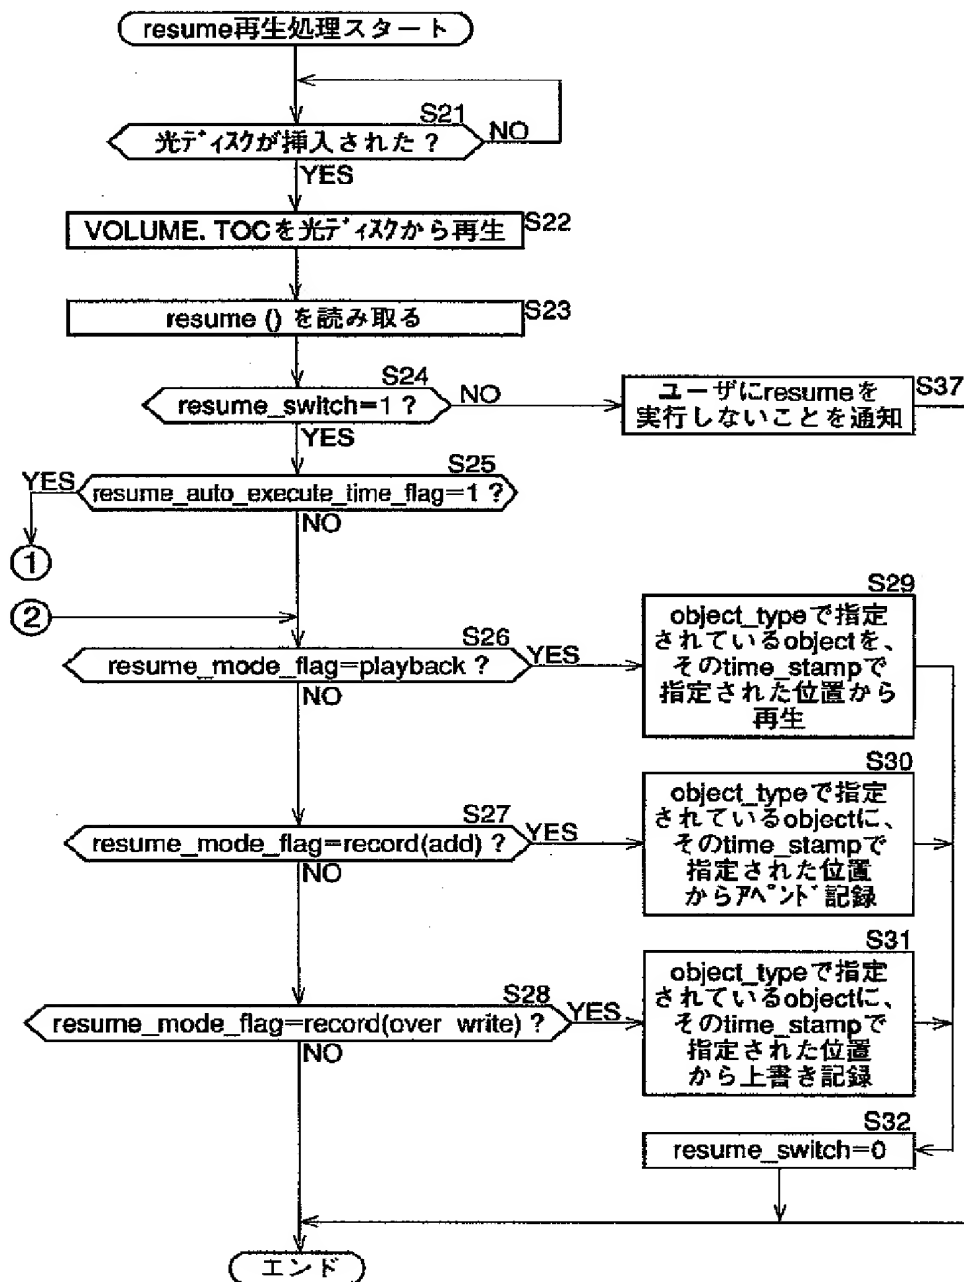 resume再生処理スタート
S21
光ディスクが挿入された？
NO
YES
VOLUME. TOCを光ディスクから再生
S22
resume () を読み取る
S23
S24
resume_switch=1 ?
NO
ユーザにresumeを
実行しないことを通知
S37
YES
S25
YES
resume_auto_execute_time_flag=1 ?
NO
①
②
S26
resume_mode_flag=playback ?
YES
NO
S29
object_typeで指定
されているobjectを、
そのtime_stampで
指定された位置から
再生
S27
resume_mode_flag=record(add) ?
YES
NO
S30
object_typeで指定
されているobjectに、
そのtime_stampで
指定された位置
からアペンド記録
S28
resume_mode_flag=record(over write) ?
YES
NO
S31
object_typeで指定
されているobjectに、
そのtime_stampで
指定された位置
から上書き記録
S32
resume_switch=0
エンド